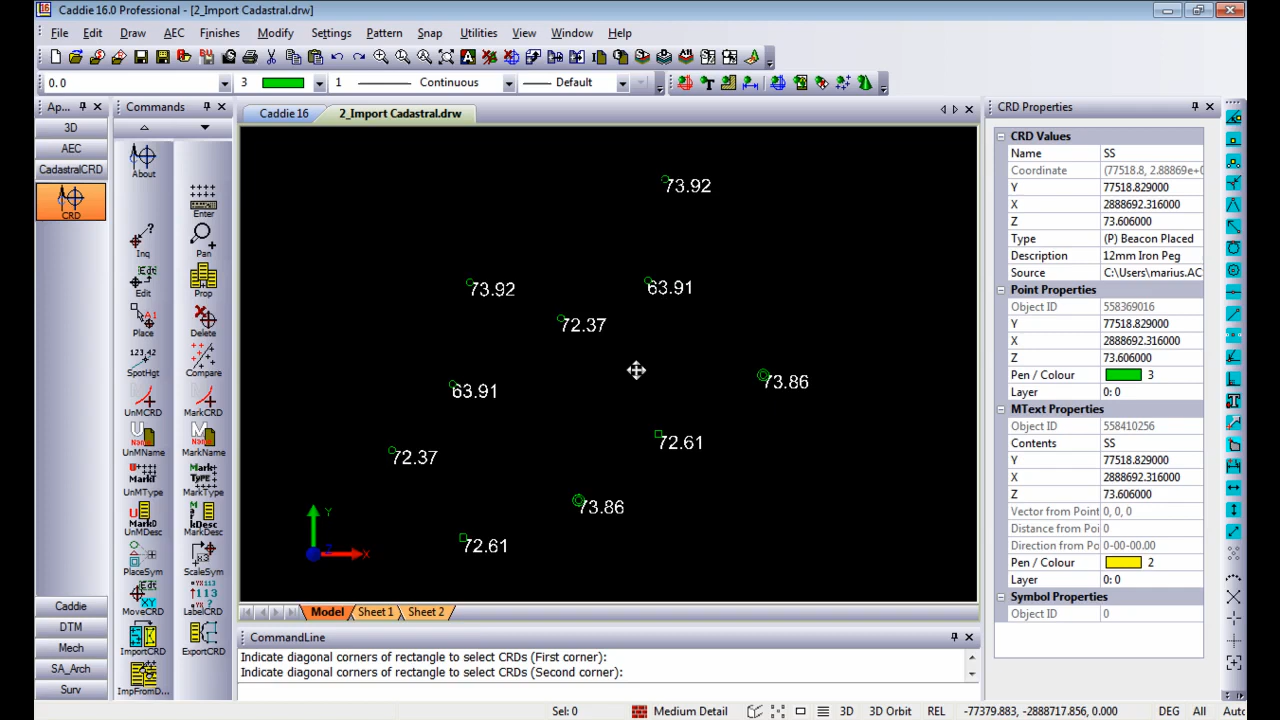 16 Caddie 16.0 Professional - [2_Import Cadastral.drw]
File Edit Draw AEC Finishes Modify Settings Pattern Snap Utilities View Window Help
0.0 3 1 Continuous Default
Ap... Commands Caddie 16 2_Import Cadastral.drw CRD Properties
3D
AEC
CadastralCRD
CRD
Caddie
DTM
Mech
SA_Arch
Surv
About
Enter
Inq Pan
Edit Prop
Place Delete
SpotHgt Compare
UnMCRD MarkCRD
UnMName MarkName
UnMType MarkType
UnMDesc MarkDesc
PlaceSym ScaleSym
MoveCRD LabelCRD
ImportCRD ExportCRD
ImpFromD...
73.92
73.92 63.91
72.37
73.86
63.91
72.61
72.37
73.86
72.61
Y
Z X
Model Sheet 1 Sheet 2
CommandLine
Indicate diagonal corners of rectangle to select CRDs (First corner):
Indicate diagonal corners of rectangle to select CRDs (Second corner):
CRD Values
Name SS
Coordinate (77518.8, 2.88869e+
Y 77518.829000
X 2888692.316000
Z 73.606000
Type (P) Beacon Placed
Description 12mm Iron Peg
Source C:\Users\marius.AC
Point Properties
Object ID 558369016
Y 77518.829000
X 2888692.316000
Z 73.606000
Pen / Colour 3
Layer 0: 0
MText Properties
Object ID 558410256
Contents SS
Y 77518.829000
X 2888692.316000
Z 73.606000
Vector from Point 0, 0, 0
Distance from Poi 0
Direction from Poi 0-00-00.00
Pen / Colour 2
Layer 0: 0
Symbol Properties
Object ID 0
Sel: 0 Medium Detail 3D 3D Orbit REL -77379.883, -2888717.856, 0.000 DEG All Auto